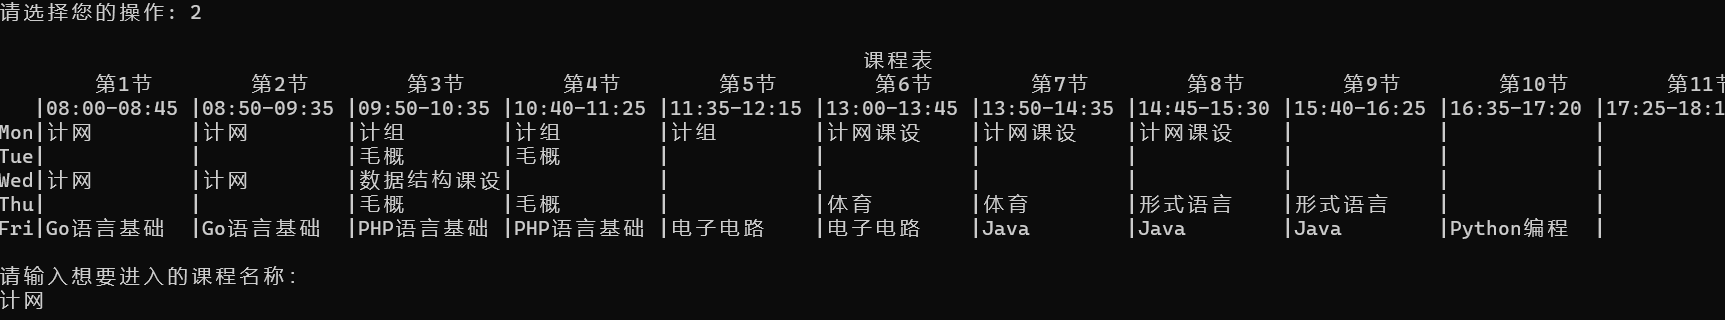 请选择您的操作: 2
课程表
第1节 第2节 第3节 第4节 第5节 第6节 第7节 第8节 第9节 第10节 第11节
|08:00-08:45 |08:50-09:35 |09:50-10:35 |10:40-11:25 |11:35-12:15 |13:00-13:45 |13:50-14:35 |14:45-15:30 |15:40-16:25 |16:35-17:20 |17:25-18:1
Mon|计网 |计网 |计组 |计组 |计组 |计网课设 |计网课设 |计网课设 | | |
Tue| | |毛概 |毛概 | | | | | | |
Wed|计网 |计网 |数据结构课设| | | | | | | |
Thu| | |毛概 |毛概 | |体育 |体育 |形式语言 |形式语言 | |
Fri|Go语言基础 |Go语言基础 |PHP语言基础 |PHP语言基础 |电子电路 |电子电路 |Java |Java |Java |Python编程 |
请输入想要进入的课程名称:
计网